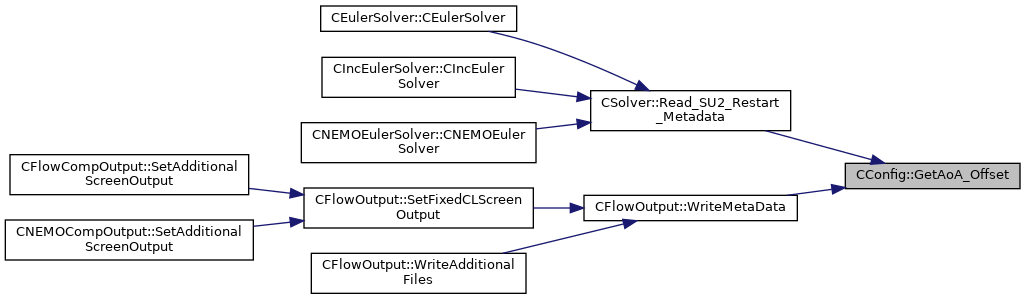 CEulerSolver::CEulerSolver
CIncEulerSolver::CIncEuler
Solver
CSolver::Read_SU2_Restart
_Metadata
CNEMOEulerSolver::CNEMOEuler
Solver
CFlowCompOutput::SetAdditional
ScreenOutput
CConfig::GetAoA_Offset
CFlowOutput::SetFixedCLScreen
Output
CFlowOutput::WriteMetaData
CNEMOCompOutput::SetAdditional
ScreenOutput
CFlowOutput::WriteAdditional
Files